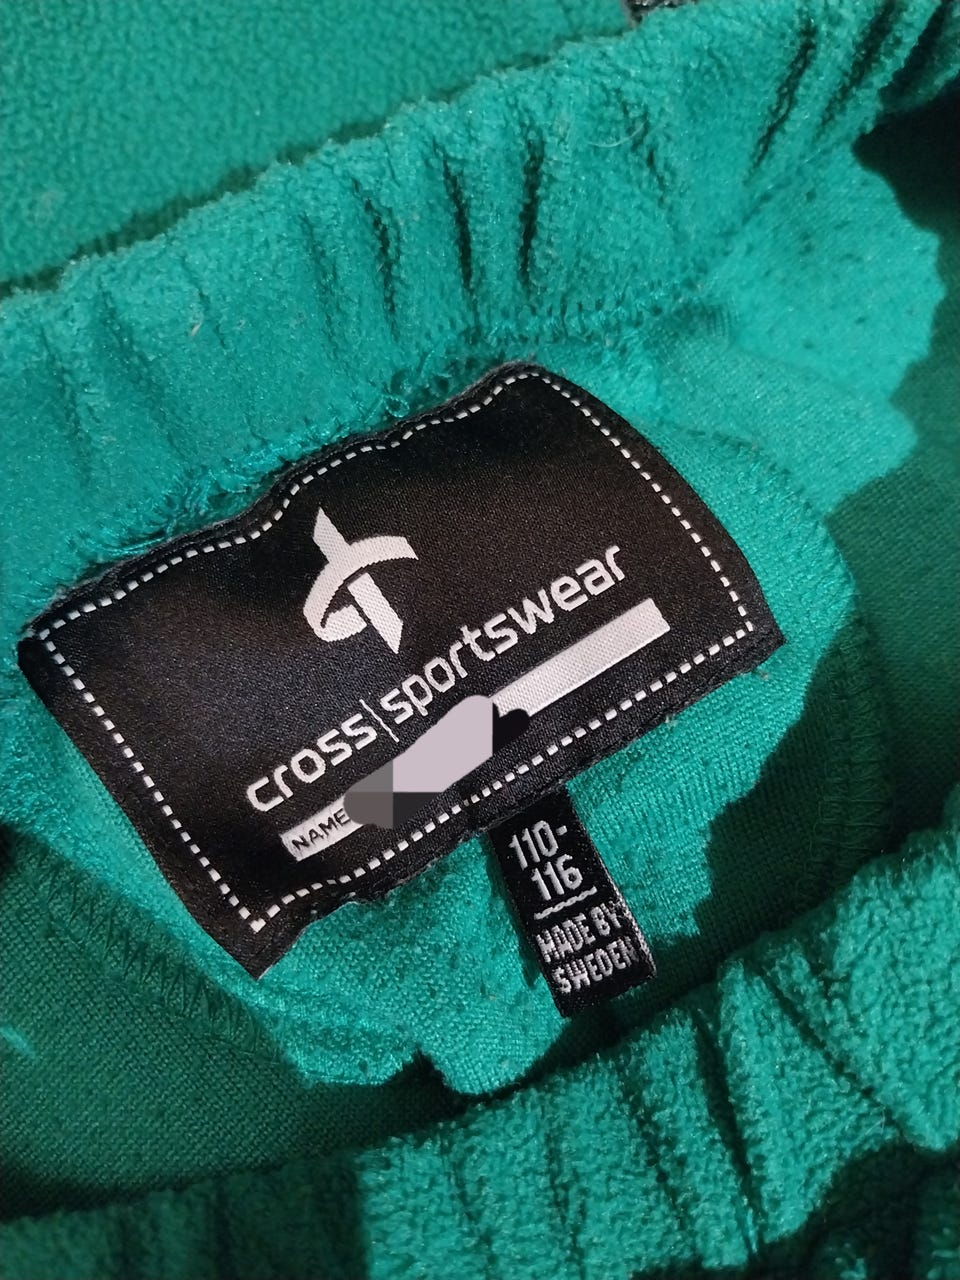 cross|sportswear
NAME
110-
116
MADE BY
SWEDEN